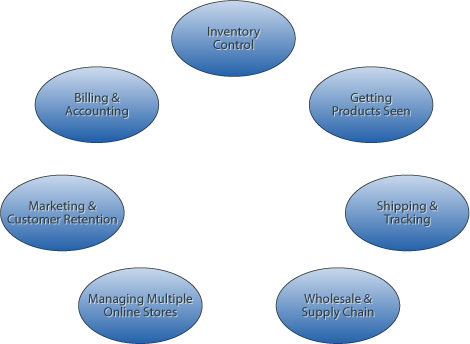 Inventory
Control
Billing &
Accounting
Getting
Products Seen
Marketing &
Customer Retention
Shipping &
Tracking
Managing Multiple
Online Stores
Wholesale &
Supply Chain